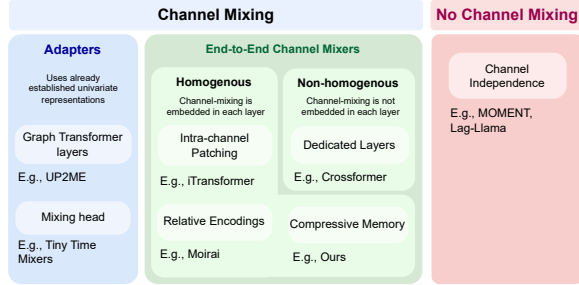 Channel Mixing
No Channel Mixing
Adapters
Uses already
established univariate
representations
Graph Transformer
layers
E.g., UP2ME
Mixing head
E.g., Tiny Time
Mixers
End-to-End Channel Mixers
Homogenous
Channel-mixing is
embedded in each layer
Intra-channel
Patching
E.g., iTransformer
Relative Encodings
E.g., Moirai
Non-homogenous
Channel-mixing is not
embedded in each layer
Dedicated Layers
E.g., Crossformer
Compressive Memory
E.g., Ours
Channel
Independence
E.g., MOMENT,
Lag-Llama